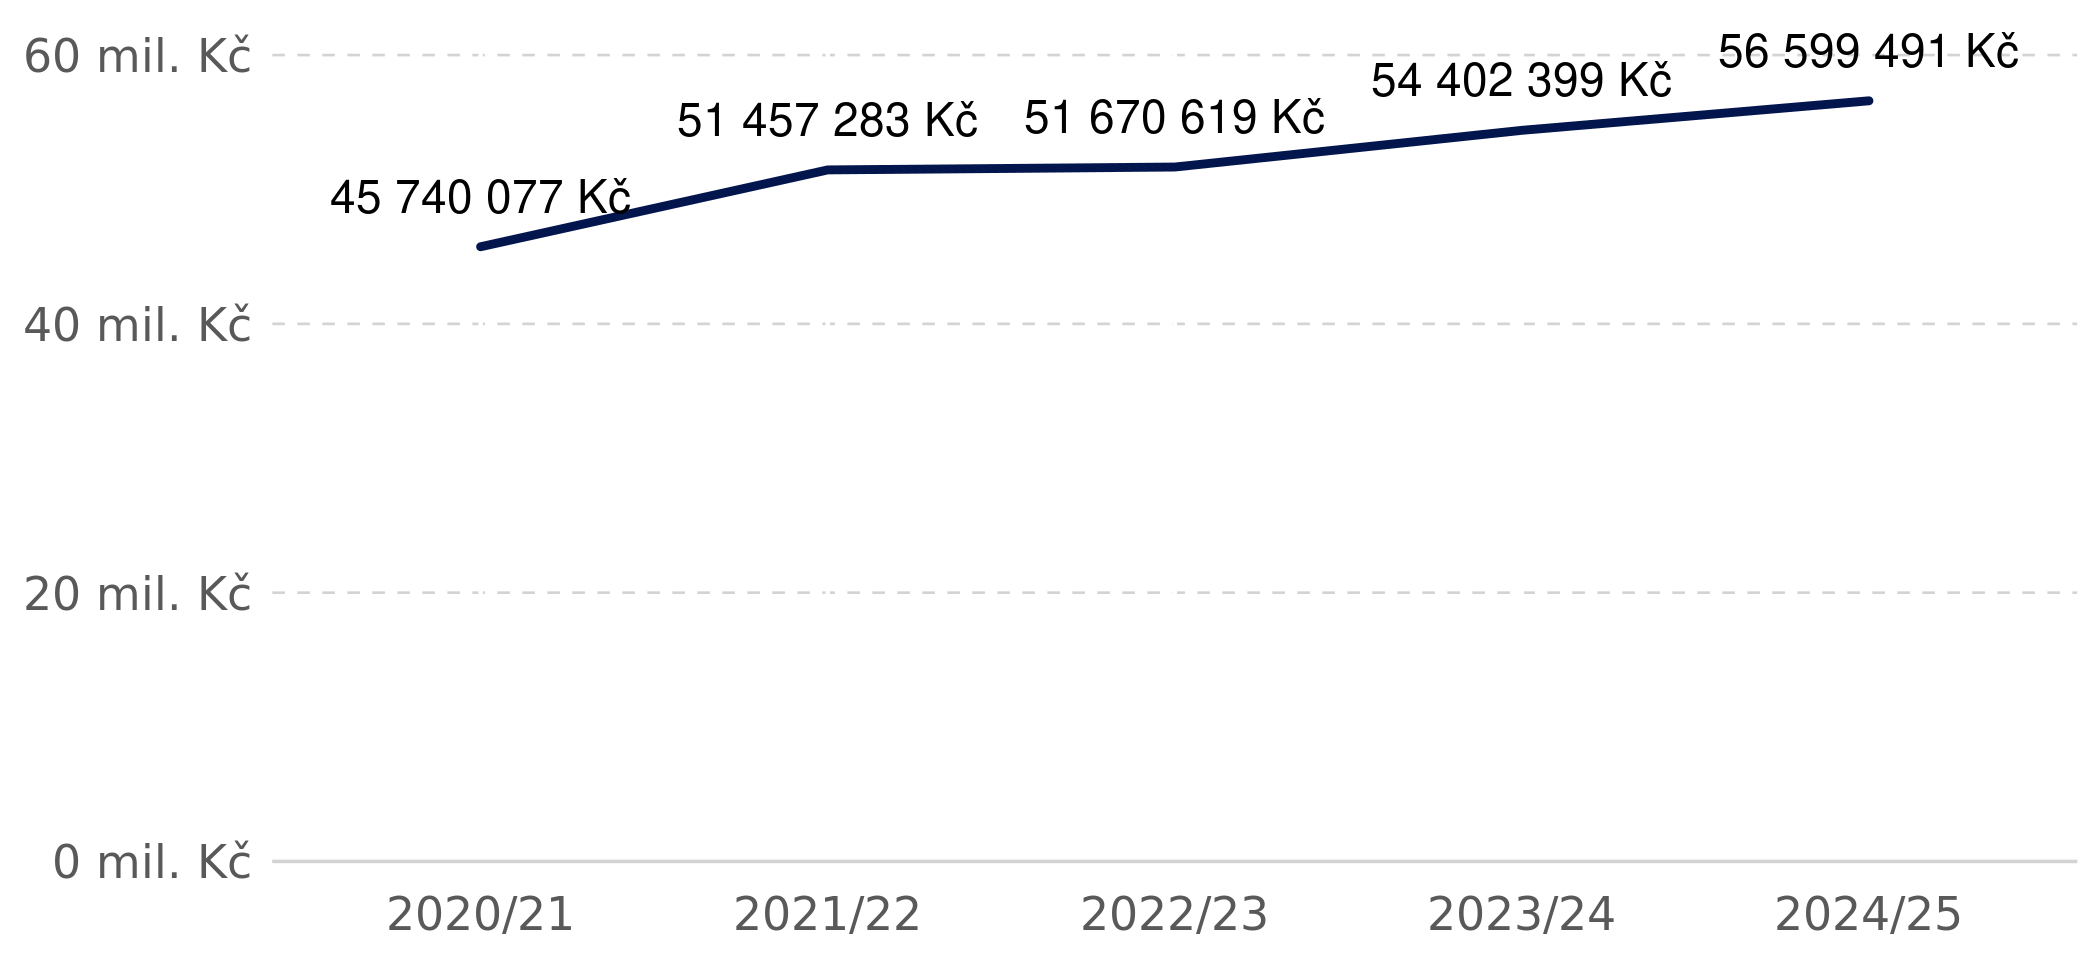 60 mil. Kč
40 mil. Kč
20 mil. Kč
0 mil. Kč
45 740 077 Kč
51 457 283 Kč
51 670 619 Kč
54 402 399 Kč
56 599 491 Kč
2020/21
2021/22
2022/23
2023/24
2024/25